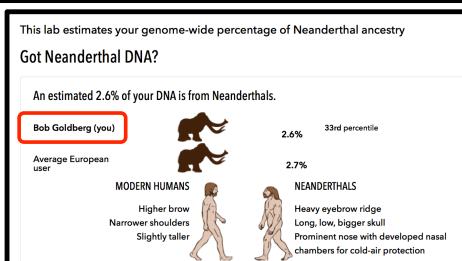 This lab estimates your genome-wide percentage of Neanderthal ancestry
Got Neanderthal DNA?
An estimated 2.6% of your DNA is from Neanderthals.
Bob Goldberg (you)
2.6%
33rd percentile
Average European
user
2.7%
MODERN HUMANS
Higher brow
Narrower shoulders
Slightly taller
NEANDERTHALS
Heavy eyebrow ridge
Long, low, bigger skull
Prominent nose with developed nasal
chambers for cold-air protection